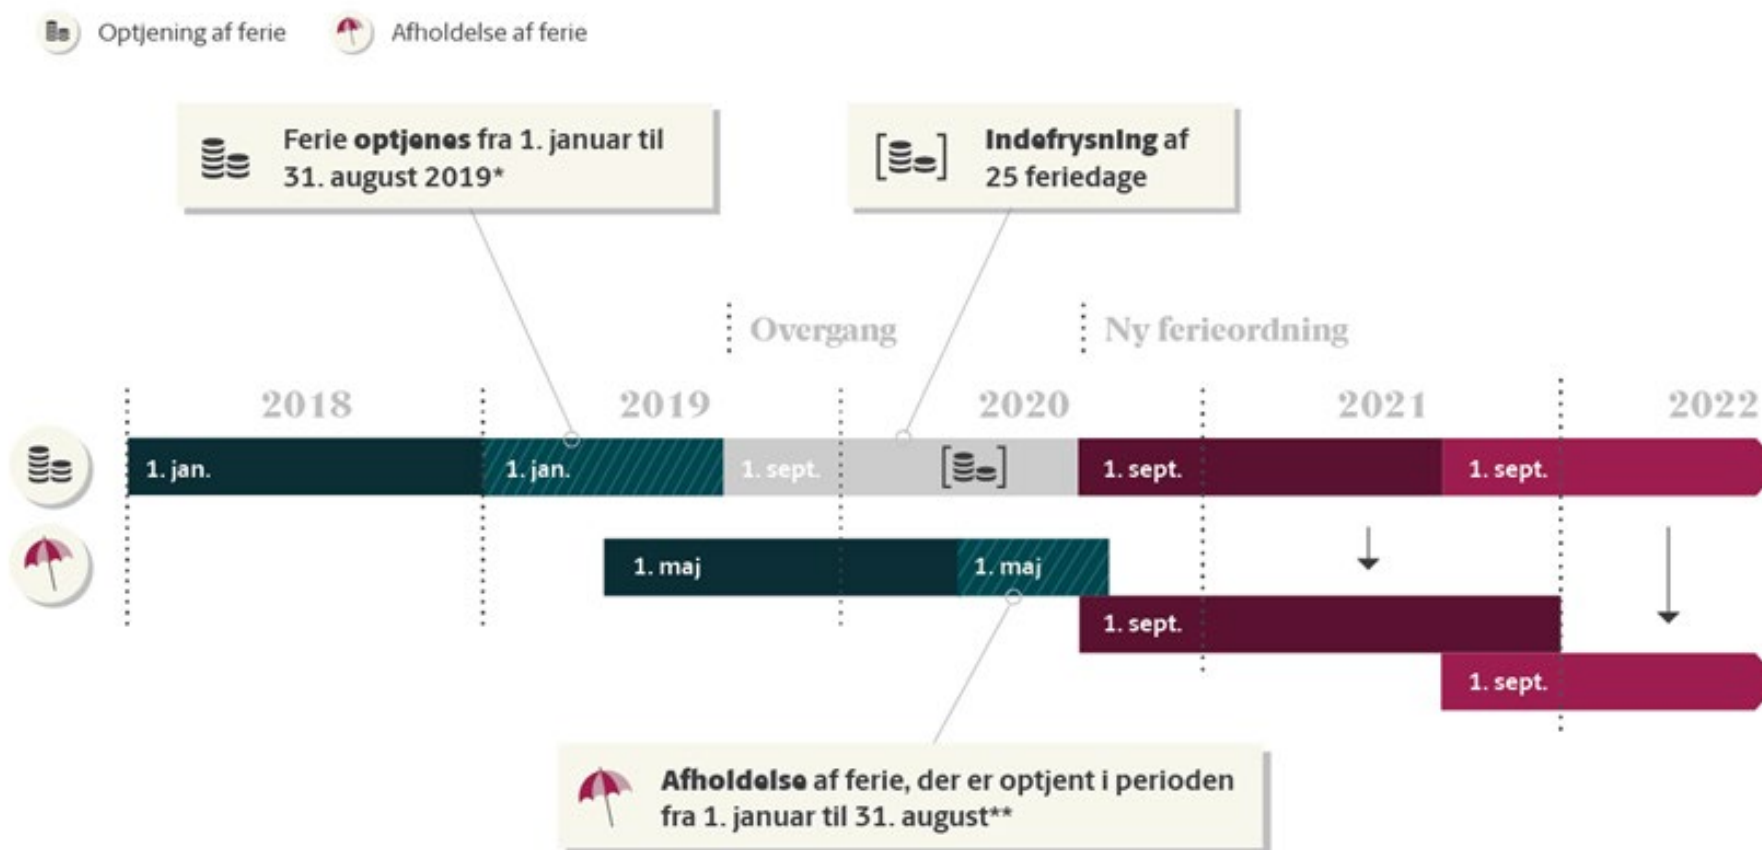 Optjening af ferie
Afholdelse af ferie
Ferie optjenes fra 1. januar til
31. august 2019*
Indefrysning af
25 feriedage
Overgang
Ny ferieordning
2018
2019
2020
2021
2022
1. jan.
1. jan.
1. sept.
1. sept.
1. sept.
1. maj
1. maj
1. sept.
1. sept.
Afholdelse af ferie, der er optjent i perioden
fra 1. januar til 31. august**